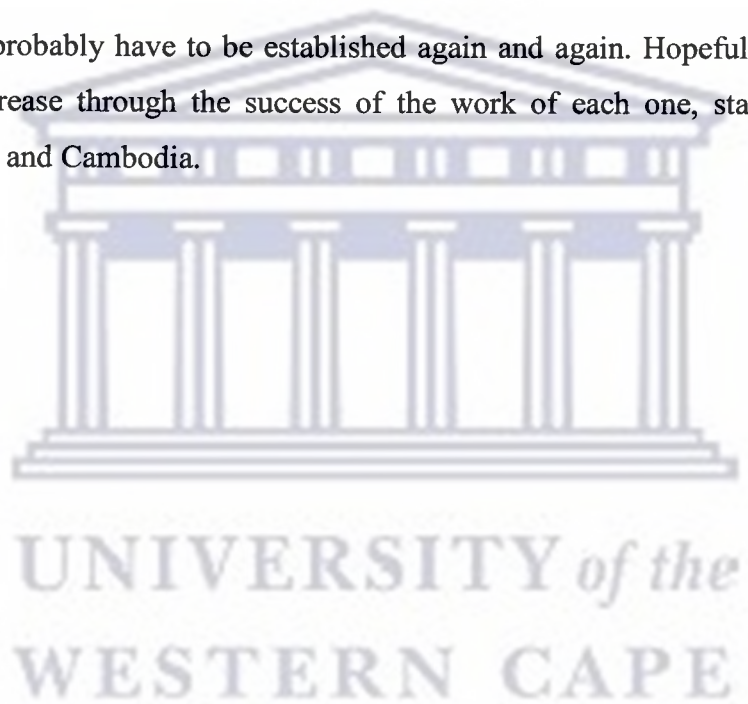 probably have to be established again and again. Hopeful
rease through the success of the work of each one, sta
and Cambodia.
UNIVERSITY of the
WESTERN CAPE